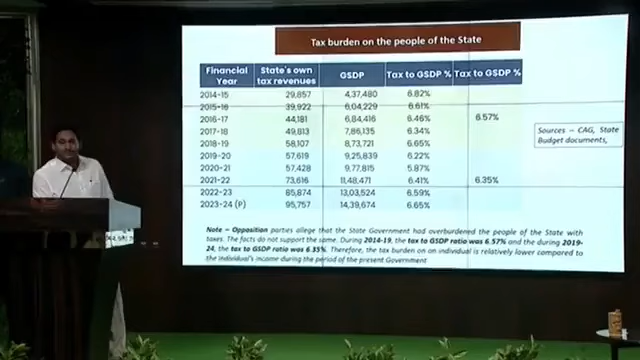 Tax burden on the people of the State
Financial Year State's own tax revenues GSDP Tax to GSDP % Tax to GSDP %
2014-15 29,857 4,37,480 6.82%
2015-16 39,922 6,04,229 6.61%
2016-17 44,181 6,84,416 6.46% 6.57%
2017-18 49,813 7,86,135 6.34%
2018-19 58,107 8,73,721 6.65%
2019-20 57,619 9,25,839 6.22%
2020-21 57,428 9,77,815 5.87%
2021-22 73,616 11,48,471 6.41% 6.35%
2022-23 85,874 13,03,524 6.59%
2023-24 (P) 95,757 14,39,674 6.65%
Sources – CAG, State
Budget documents,
Note – Opposition parties allege that the State Government had overburdened the people of the State with
taxes. The facts do not support the same. During 2014-19, the tax to GSDP ratio was 6.57% and the during 2019-
24, the tax to GSDP ratio was 6.35%. Therefore, the tax burden on an individual is relatively lower compared to
the individual's income during the period of the present Government